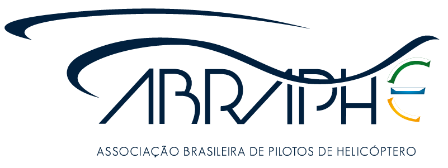 ABRAPHE
ASSOCIAÇÃO BRASILEIRA DE PILOTOS DE HELICÓPTERO